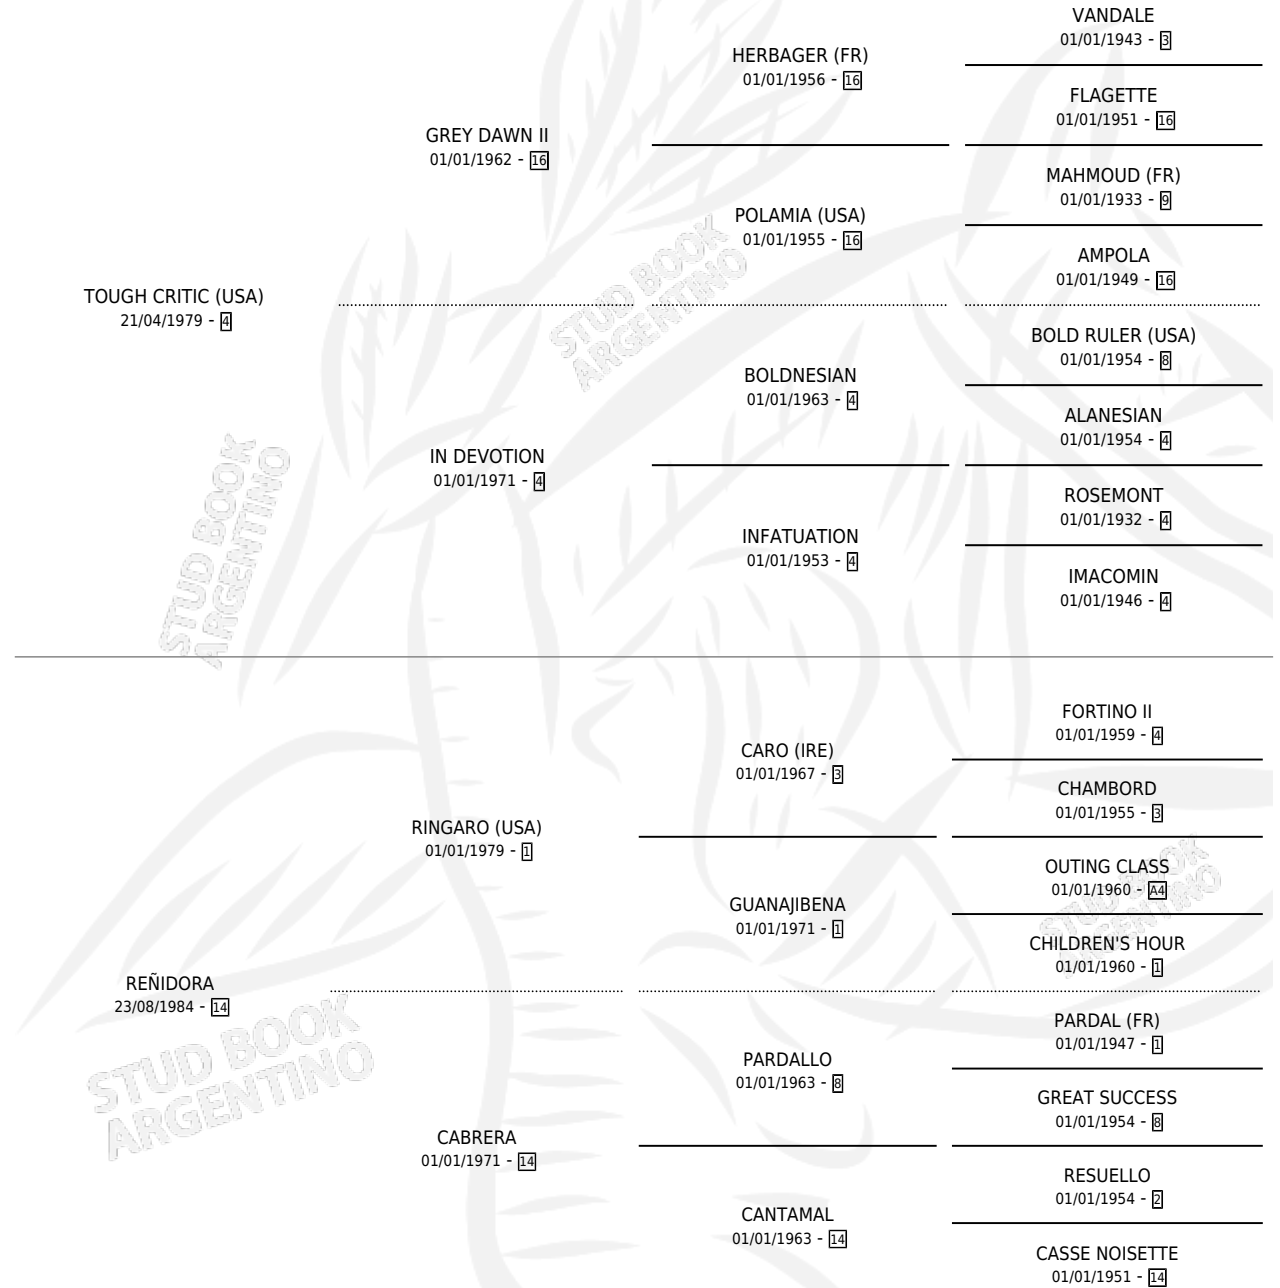 VANDALE
01/01/1943 - 3
HERBAGER (FR)
01/01/1956 - 16
FLAGETTE
01/01/1951 - 16
GREY DAWN II
01/01/1962 - 16
MAHMOUD (FR)
01/01/1933 - 9
POLAMIA (USA)
01/01/1955 - 16
AMPOLA
01/01/1949 - 16
TOUGH CRITIC (USA)
21/04/1979 - 4
BOLD RULER (USA)
01/01/1954 - 8
BOLDNESIAN
01/01/1963 - 4
ALANESIAN
01/01/1954 - 4
IN DEVOTION
01/01/1971 - 4
ROSEMONT
01/01/1932 - 4
INFATUATION
01/01/1953 - 4
IMACOMIN
01/01/1946 - 4
FORTINO II
01/01/1959 - 4
CARO (IRE)
01/01/1967 - 3
CHAMBORD
01/01/1955 - 3
RINGARO (USA)
01/01/1979 - 1
OUTING CLASS
01/01/1960 - A4
GUANAJIBENA
01/01/1971 - 1
CHILDREN'S HOUR
01/01/1960 - 1
REÑIDORA
23/08/1984 - 14
PARDAL (FR)
01/01/1947 - 1
PARDALLO
01/01/1963 - 8
GREAT SUCCESS
01/01/1954 - 8
CABRERA
01/01/1971 - 14
RESUELLO
01/01/1954 - 2
CANTAMAL
01/01/1963 - 14
CASSE NOISETTE
01/01/1951 - 14
STUD BOOK
ARGENTINO
STUD BOOK
ARGENTINO
STUD BOOK
ARGENTINO
STUD BOOK
ARGENTINO